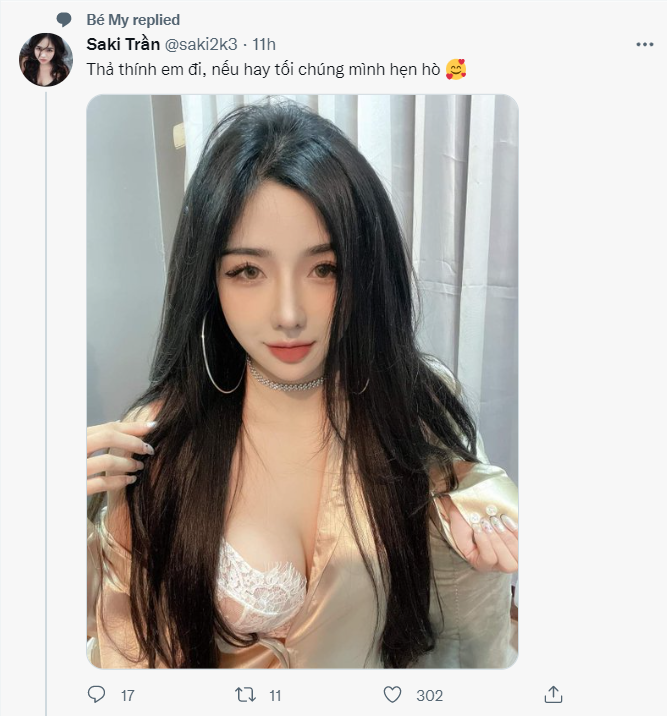 Bé My replied
Saki Trần @saki2k3 · 11h
Thả thính em đi, nếu hay tối chúng mình hẹn hò 🥰
17 11 302